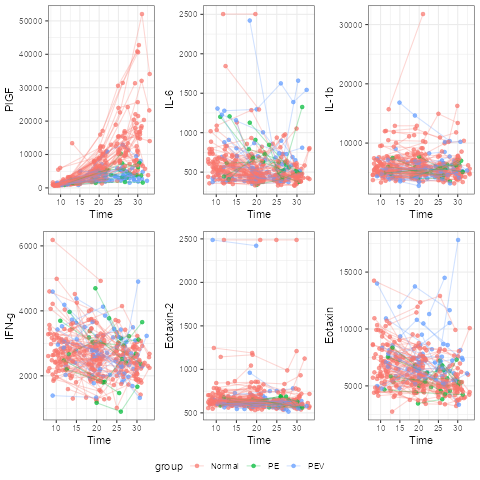 PlGF
50000
40000
30000
20000
10000
0
10 15 20 25 30
Time
IL-6
2500
2000
1500
1000
500
10 15 20 25 30
Time
IL-1b
30000
20000
10000
10 15 20 25 30
Time
IFN-g
6000
4000
2000
10 15 20 25 30
Time
Eotaxin-2
2500
2000
1500
1000
500
10 15 20 25 30
Time
Eotaxin
15000
10000
5000
10 15 20 25 30
Time
group Normal PE PEV